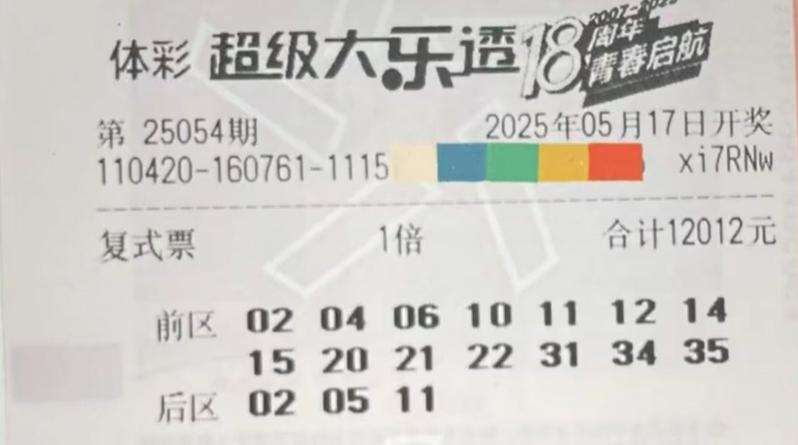 体彩 超级大乐透 18 2007-202 周年 青春启航
第 25054期 2025年05月17日开奖
110420-160761-1115 xi7RNw
复式票 1倍 合计12012元
前区 02 04 06 10 11 12 14
15 20 21 22 31 34 35
后区 02 05 11